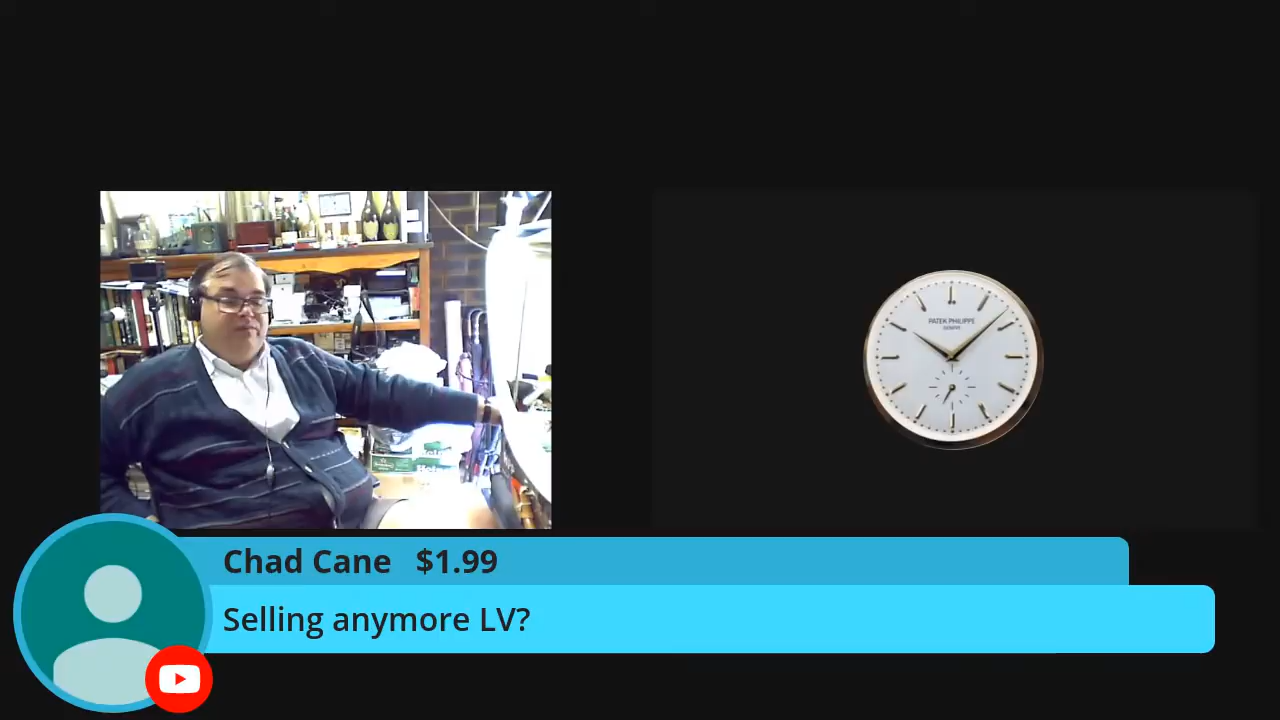 PATEK PHILIPPE
GENEVE
Chad Cane $1.99
Selling anymore LV?